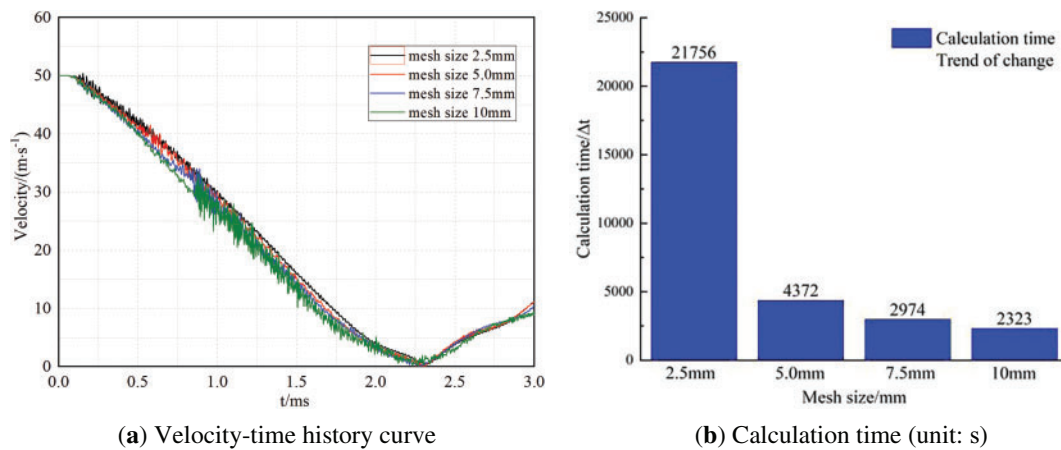 60
50
40
30
20
10
0
Velocity/(m·s⁻¹)
mesh size 2.5mm
mesh size 5.0mm
mesh size 7.5mm
mesh size 10mm
0.0 0.5 1.0 1.5 2.0 2.5 3.0
t/ms
(a) Velocity-time history curve
25000
20000
15000
10000
5000
0
Calculation time/Δt
Calculation time
Trend of change
21756
4372
2974
2323
2.5mm 5.0mm 7.5mm 10mm
Mesh size/mm
(b) Calculation time (unit: s)